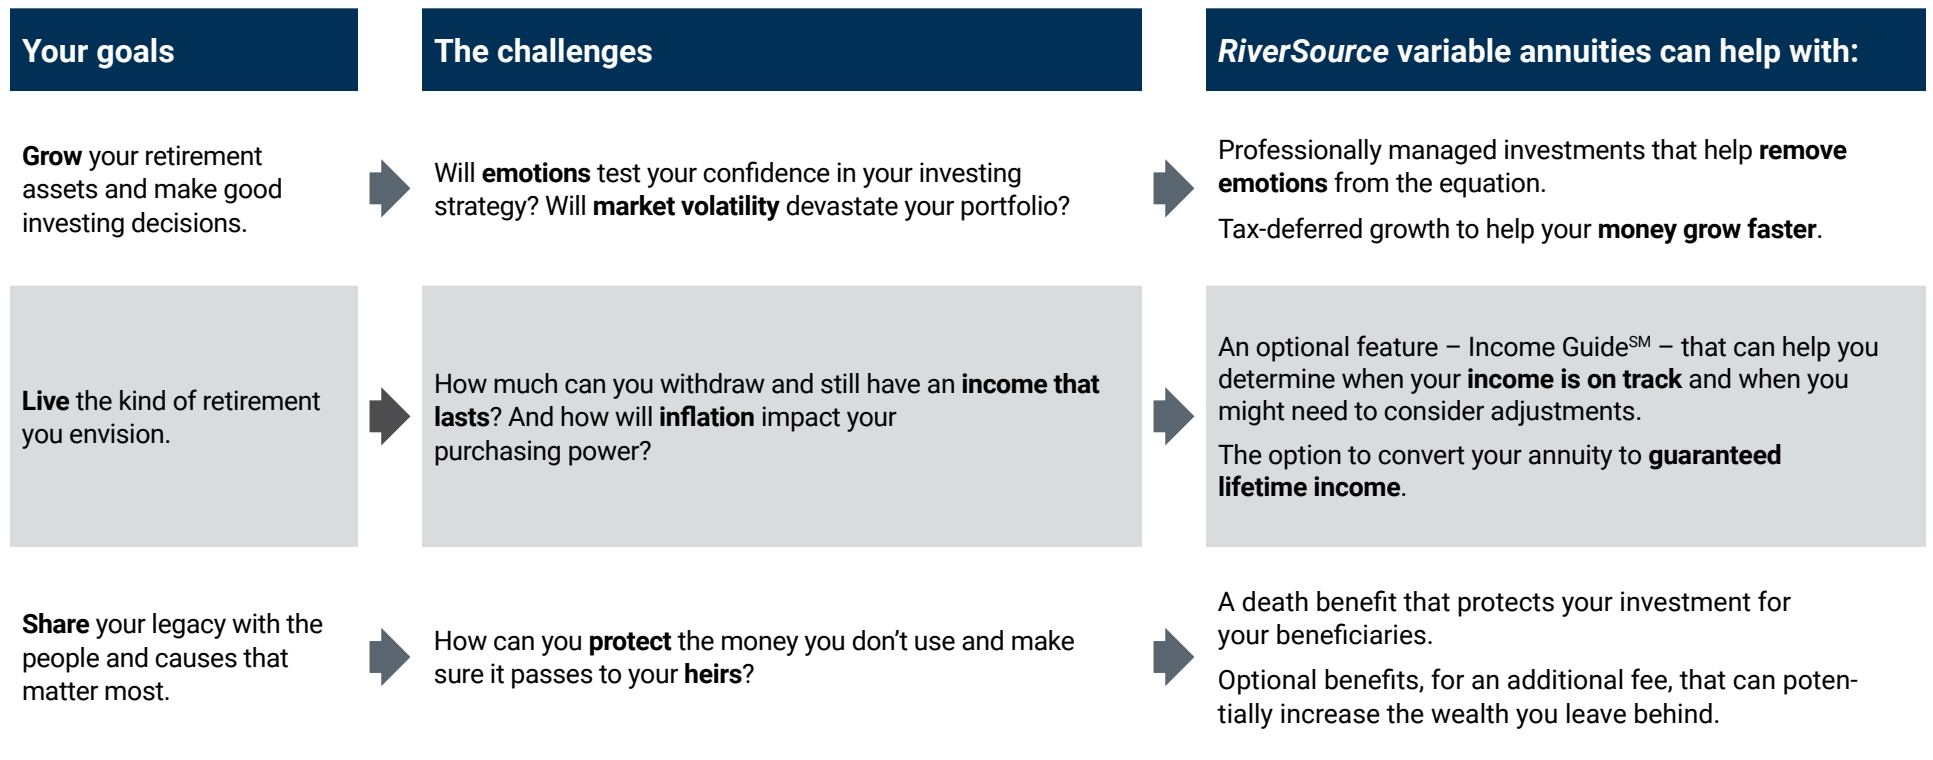 Your goals
The challenges
RiverSource variable annuities can help with:
Grow your retirement
assets and make good
investing decisions.
Will emotions test your confidence in your investing
strategy? Will market volatility devastate your portfolio?
Professionally managed investments that help remove
emotions from the equation.
Tax-deferred growth to help your money grow faster.
Live the kind of retirement
you envision.
How much can you withdraw and still have an income that
lasts? And how will inflation impact your
purchasing power?
An optional feature – Income Guide℠ – that can help you
determine when your income is on track and when you
might need to consider adjustments.
The option to convert your annuity to guaranteed
lifetime income.
Share your legacy with the
people and causes that
matter most.
How can you protect the money you don’t use and make
sure it passes to your heirs?
A death benefit that protects your investment for
your beneficiaries.
Optional benefits, for an additional fee, that can poten-
tially increase the wealth you leave behind.